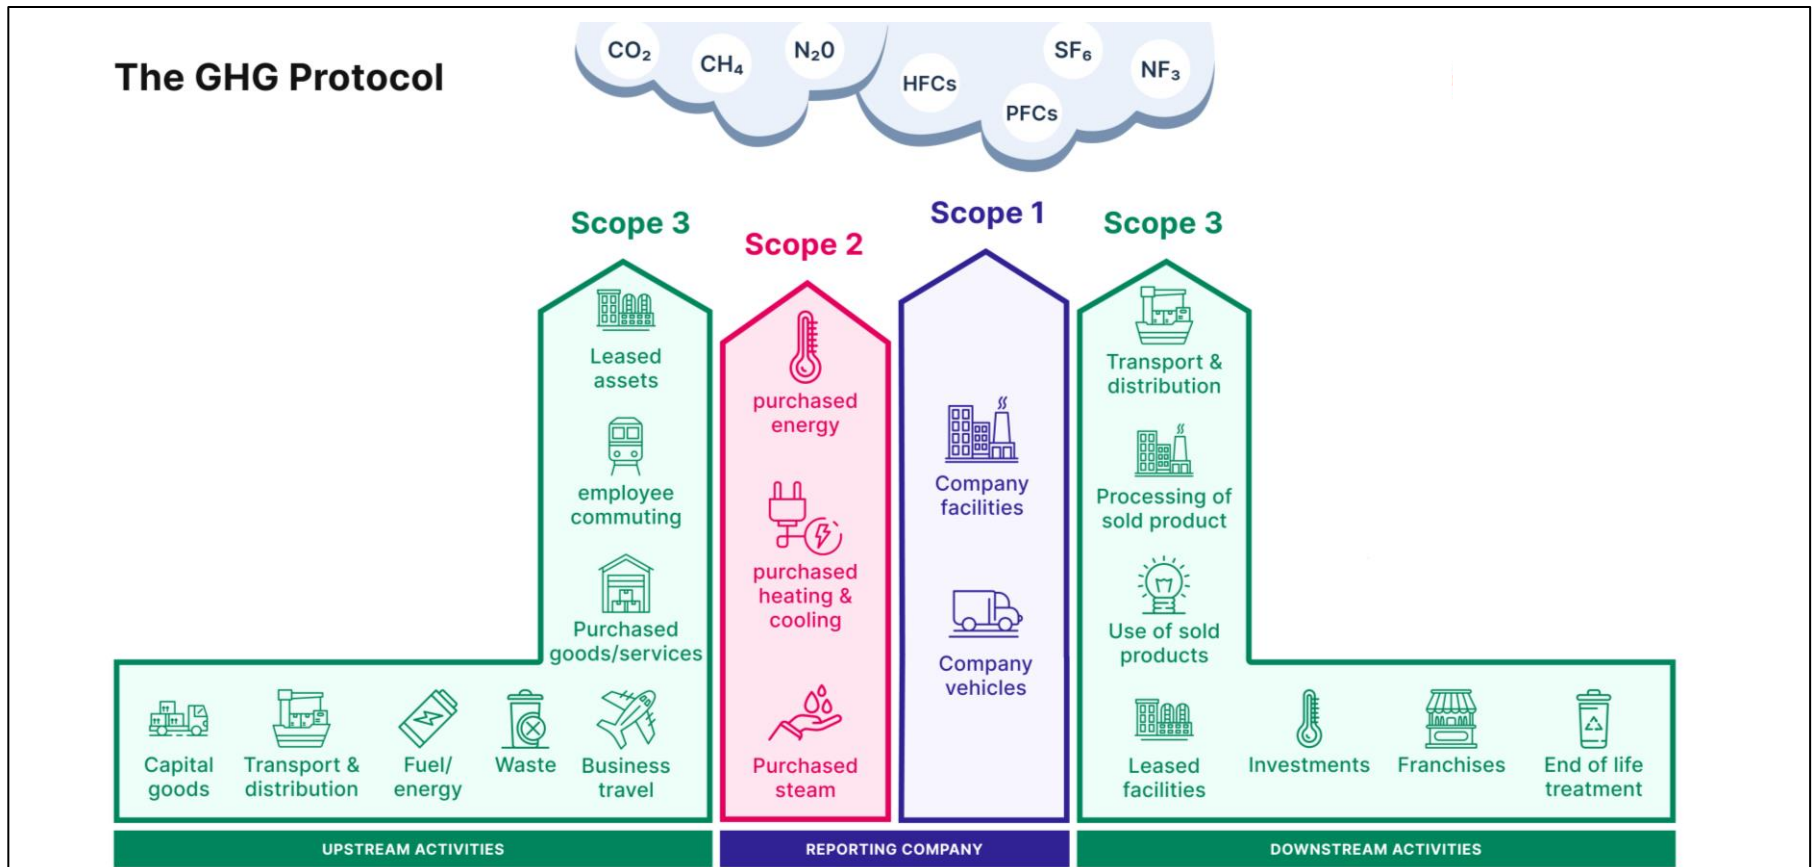 The GHG Protocol
CO₂
CH₄
N₂0
HFCs
PFCs
SF₆
NF₃
Scope 3
Leased
assets
employee
commuting
Purchased
goods/services
Capital
goods
Transport &
distribution
Fuel/
energy
Waste
Business
travel
UPSTREAM ACTIVITIES
Scope 2
purchased
energy
purchased
heating &
cooling
Purchased
steam
Scope 1
Company
facilities
Company
vehicles
REPORTING COMPANY
Scope 3
Transport &
distribution
Processing of
sold product
Use of sold
products
Leased
facilities
Investments
Franchises
End of life
treatment
DOWNSTREAM ACTIVITIES